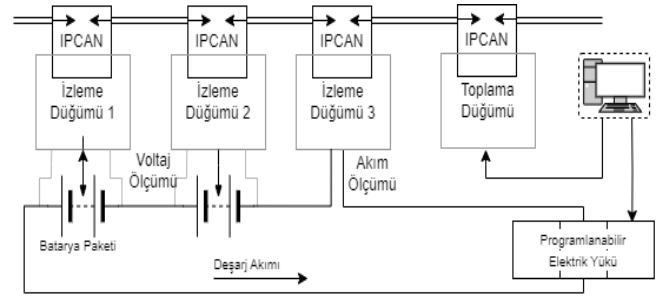 IPCAN
IPCAN
IPCAN
IPCAN
İzleme
Düğümü 1
İzleme
Düğümü 2
İzleme
Düğümü 3
Toplama
Düğümü
Voltaj
Ölçümü
Akım
Ölçümü
Batarya Paketi
Deşarj Akımı
Programlanabilir
Elektrik Yükü